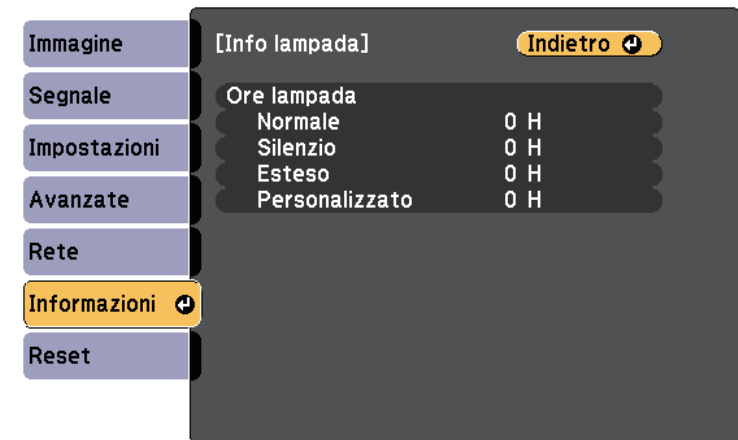 Immagine
Segnale
Impostazioni
Avanzate
Rete
Informazioni
Reset
[Info lampada]
Indietro
Ore lampada
Normale 0 H
Silenzio 0 H
Esteso 0 H
Personalizzato 0 H